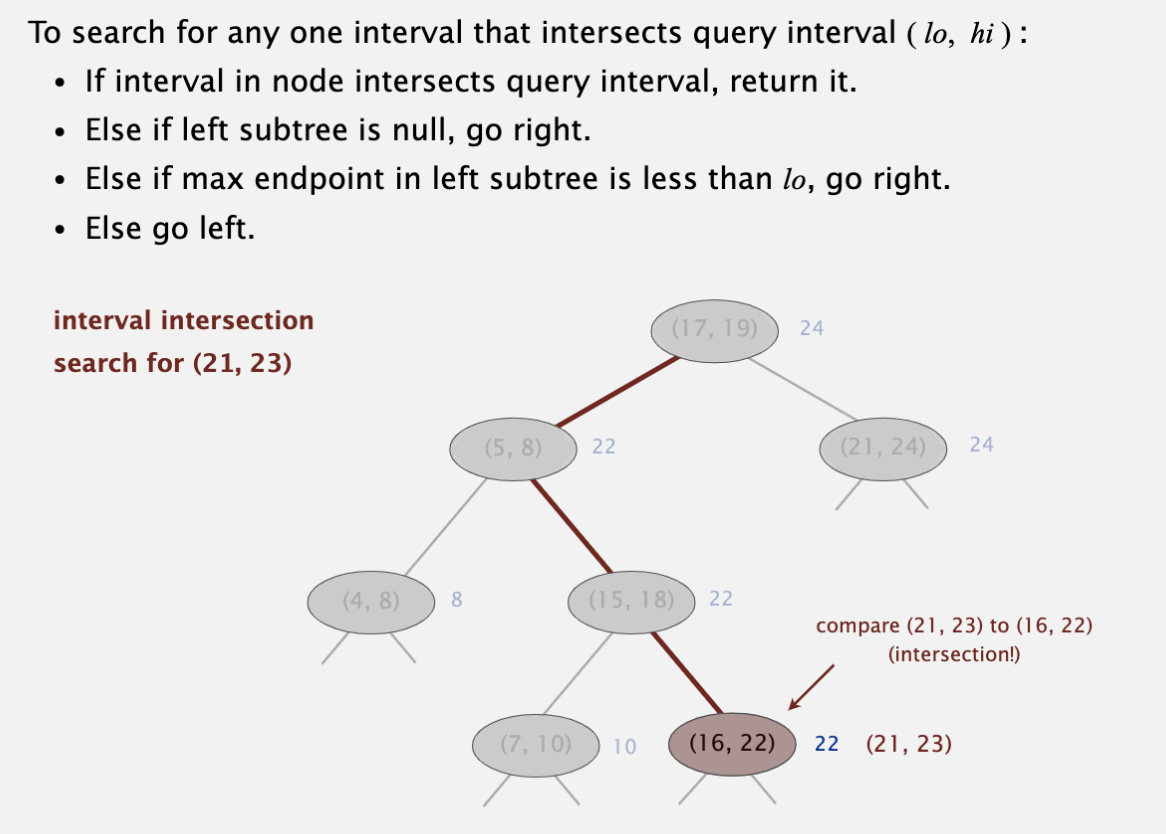 To search for any one interval that intersects query interval ( lo, hi ) :
• If interval in node intersects query interval, return it.
• Else if left subtree is null, go right.
• Else if max endpoint in left subtree is less than lo, go right.
• Else go left.
interval intersection
search for (21, 23)
(17, 19) 24
(5, 8) 22
(21, 24) 24
(4, 8) 8
(15, 18) 22
compare (21, 23) to (16, 22)
(intersection!)
(7, 10) 10
(16, 22) 22 (21, 23)